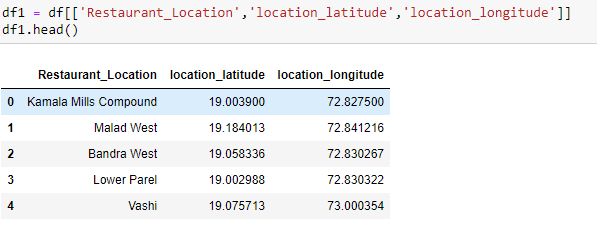 df1 = df[['Restaurant_Location','location_latitude','location_longitude']]
df1.head()
Restaurant_Location location_latitude location_longitude
0 Kamala Mills Compound 19.003900 72.827500
1 Malad West 19.184013 72.841216
2 Bandra West 19.058336 72.830267
3 Lower Parel 19.002988 72.830322
4 Vashi 19.075713 73.000354